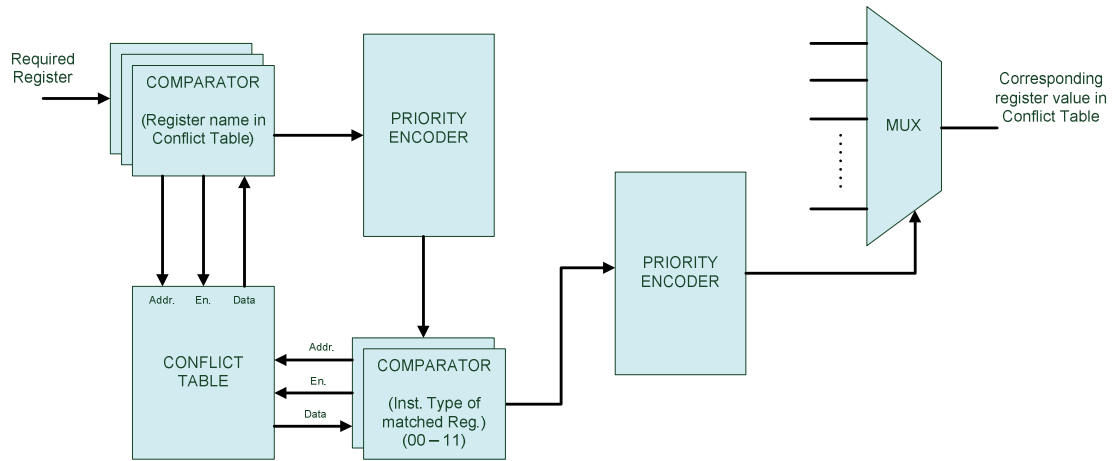 Required
Register
COMPARATOR
(Register name in
Conflict Table)
PRIORITY
ENCODER
MUX
Corresponding
register value in
Conflict Table
PRIORITY
ENCODER
Addr. En. Data
CONFLICT
TABLE
Addr.
En.
Data
COMPARATOR
(Inst. Type of
matched Reg.)
(00 – 11)